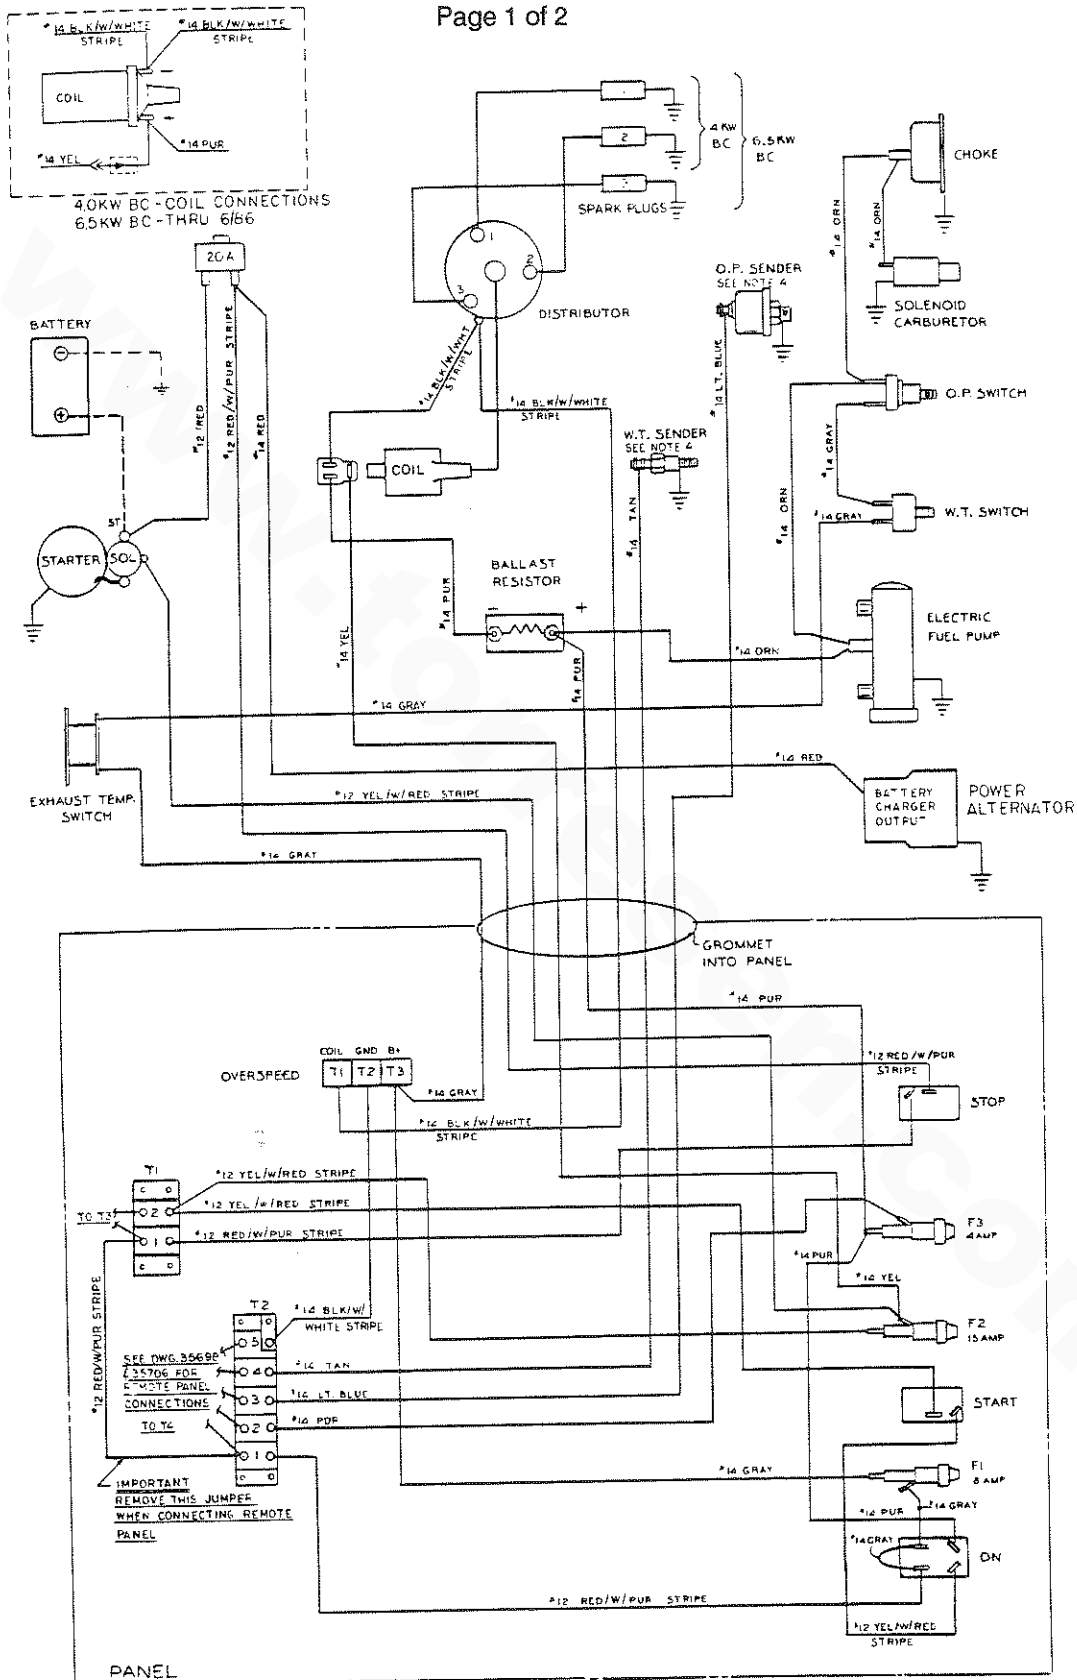 Page 1 of 2
#14 BLK/W/WHITE
STRIPE
#14 BLK/W/WHITE
STRIPE
COIL
#14 PUR
#14 YEL
4.0KW BC - COIL CONNECTIONS
6.5KW BC - THRU 6/86
20A
BATTERY
#12 RED
#12 RED/W/PUR STRIPE
#14 RED
ST
STARTER
SOL
1
2
3
SPARK PLUGS
4KW
BC
6.5KW
BC
1
2
3
DISTRIBUTOR
#14 BLK/W/WHT
STRIPE
#14 BLK/W/WHITE
STRIPE
COIL
O.P. SENDER
SEE NOTE 4
#14 LT. BLUE
W.T. SENDER
SEE NOTE 4
#14 TAN
CHOKE
#14 ORN
#14 ORN
SOLENOID
CARBURETOR
O.P. SWITCH
#14 GRAY
#14 ORN
#14 GRAY
W.T. SWITCH
BALLAST
RESISTOR
- +
#14 PUR
#14 YEL
#14 PUR
#14 ORN
ELECTRIC
FUEL PUMP
#14 GRAY
EXHAUST TEMP.
SWITCH
#12 YEL/W/RED STRIPE
#14 RED
BATTERY
CHARGER
OUTPUT
POWER
ALTERNATOR
#14 GRAY
GROMMET
INTO PANEL
#14 PUR
COIL GND B+
OVERSPEED
T1 T2 T3
#14 GRAY
#14 BLK/W/WHITE
STRIPE
#12 RED/W/PUR
STRIPE
STOP
T1
#12 YEL/W/RED STRIPE
#12 YEL/W/RED STRIPE
TO T3
2
1
#12 RED/W/PUR STRIPE
F3
4 AMP
#14 PUR
#14 YEL
#12 RED/W/PUR STRIPE
T2
#14 BLK/W/
WHITE STRIPE
5
F2
15 AMP
SEE DWG. 35698
& 35706 FOR
REMOTE PANEL
CONNECTIONS
4
#14 TAN
3
#14 LT. BLUE
2
#14 PUR
TO T4
1
START
IMPORTANT
REMOVE THIS JUMPER
WHEN CONNECTING REMOTE
PANEL
#14 GRAY
F1
8 AMP
#14 PUR
#14 GRAY
#14 GRAY
ON
#12 RED/W/PUR STRIPE
#12 YEL/W/RED
STRIPE
PANEL